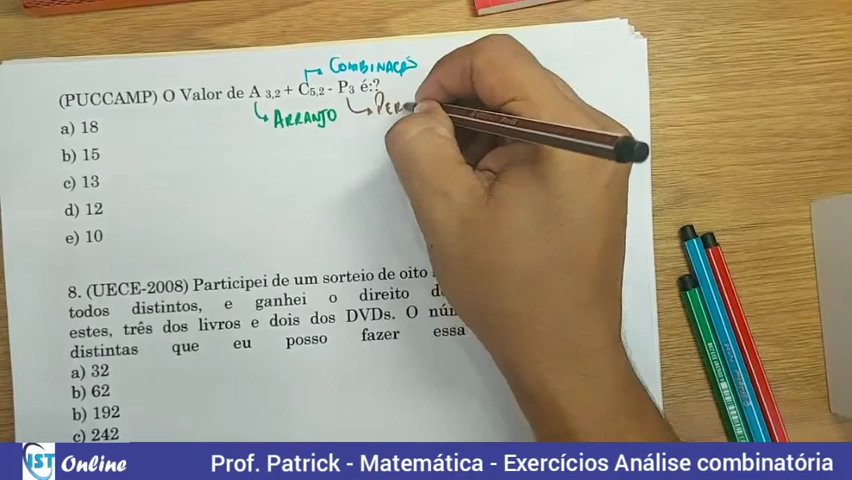 COMBINAÇÃO
(PUCCAMP) O Valor de A 3,2 + C5,2 - P3 é:?
ARRANJO
PER
a) 18
b) 15
c) 13
d) 12
e) 10
8. (UECE-2008) Participei de um sorteio de oito
todos distintos, e ganhei o direito
estes, três dos livros e dois dos DVDs. O
distintas que eu posso fazer essa
a) 32
b) 62
b) 192
c) 242
IST Online
Prof. Patrick - Matemática - Exercícios Análise combinatória